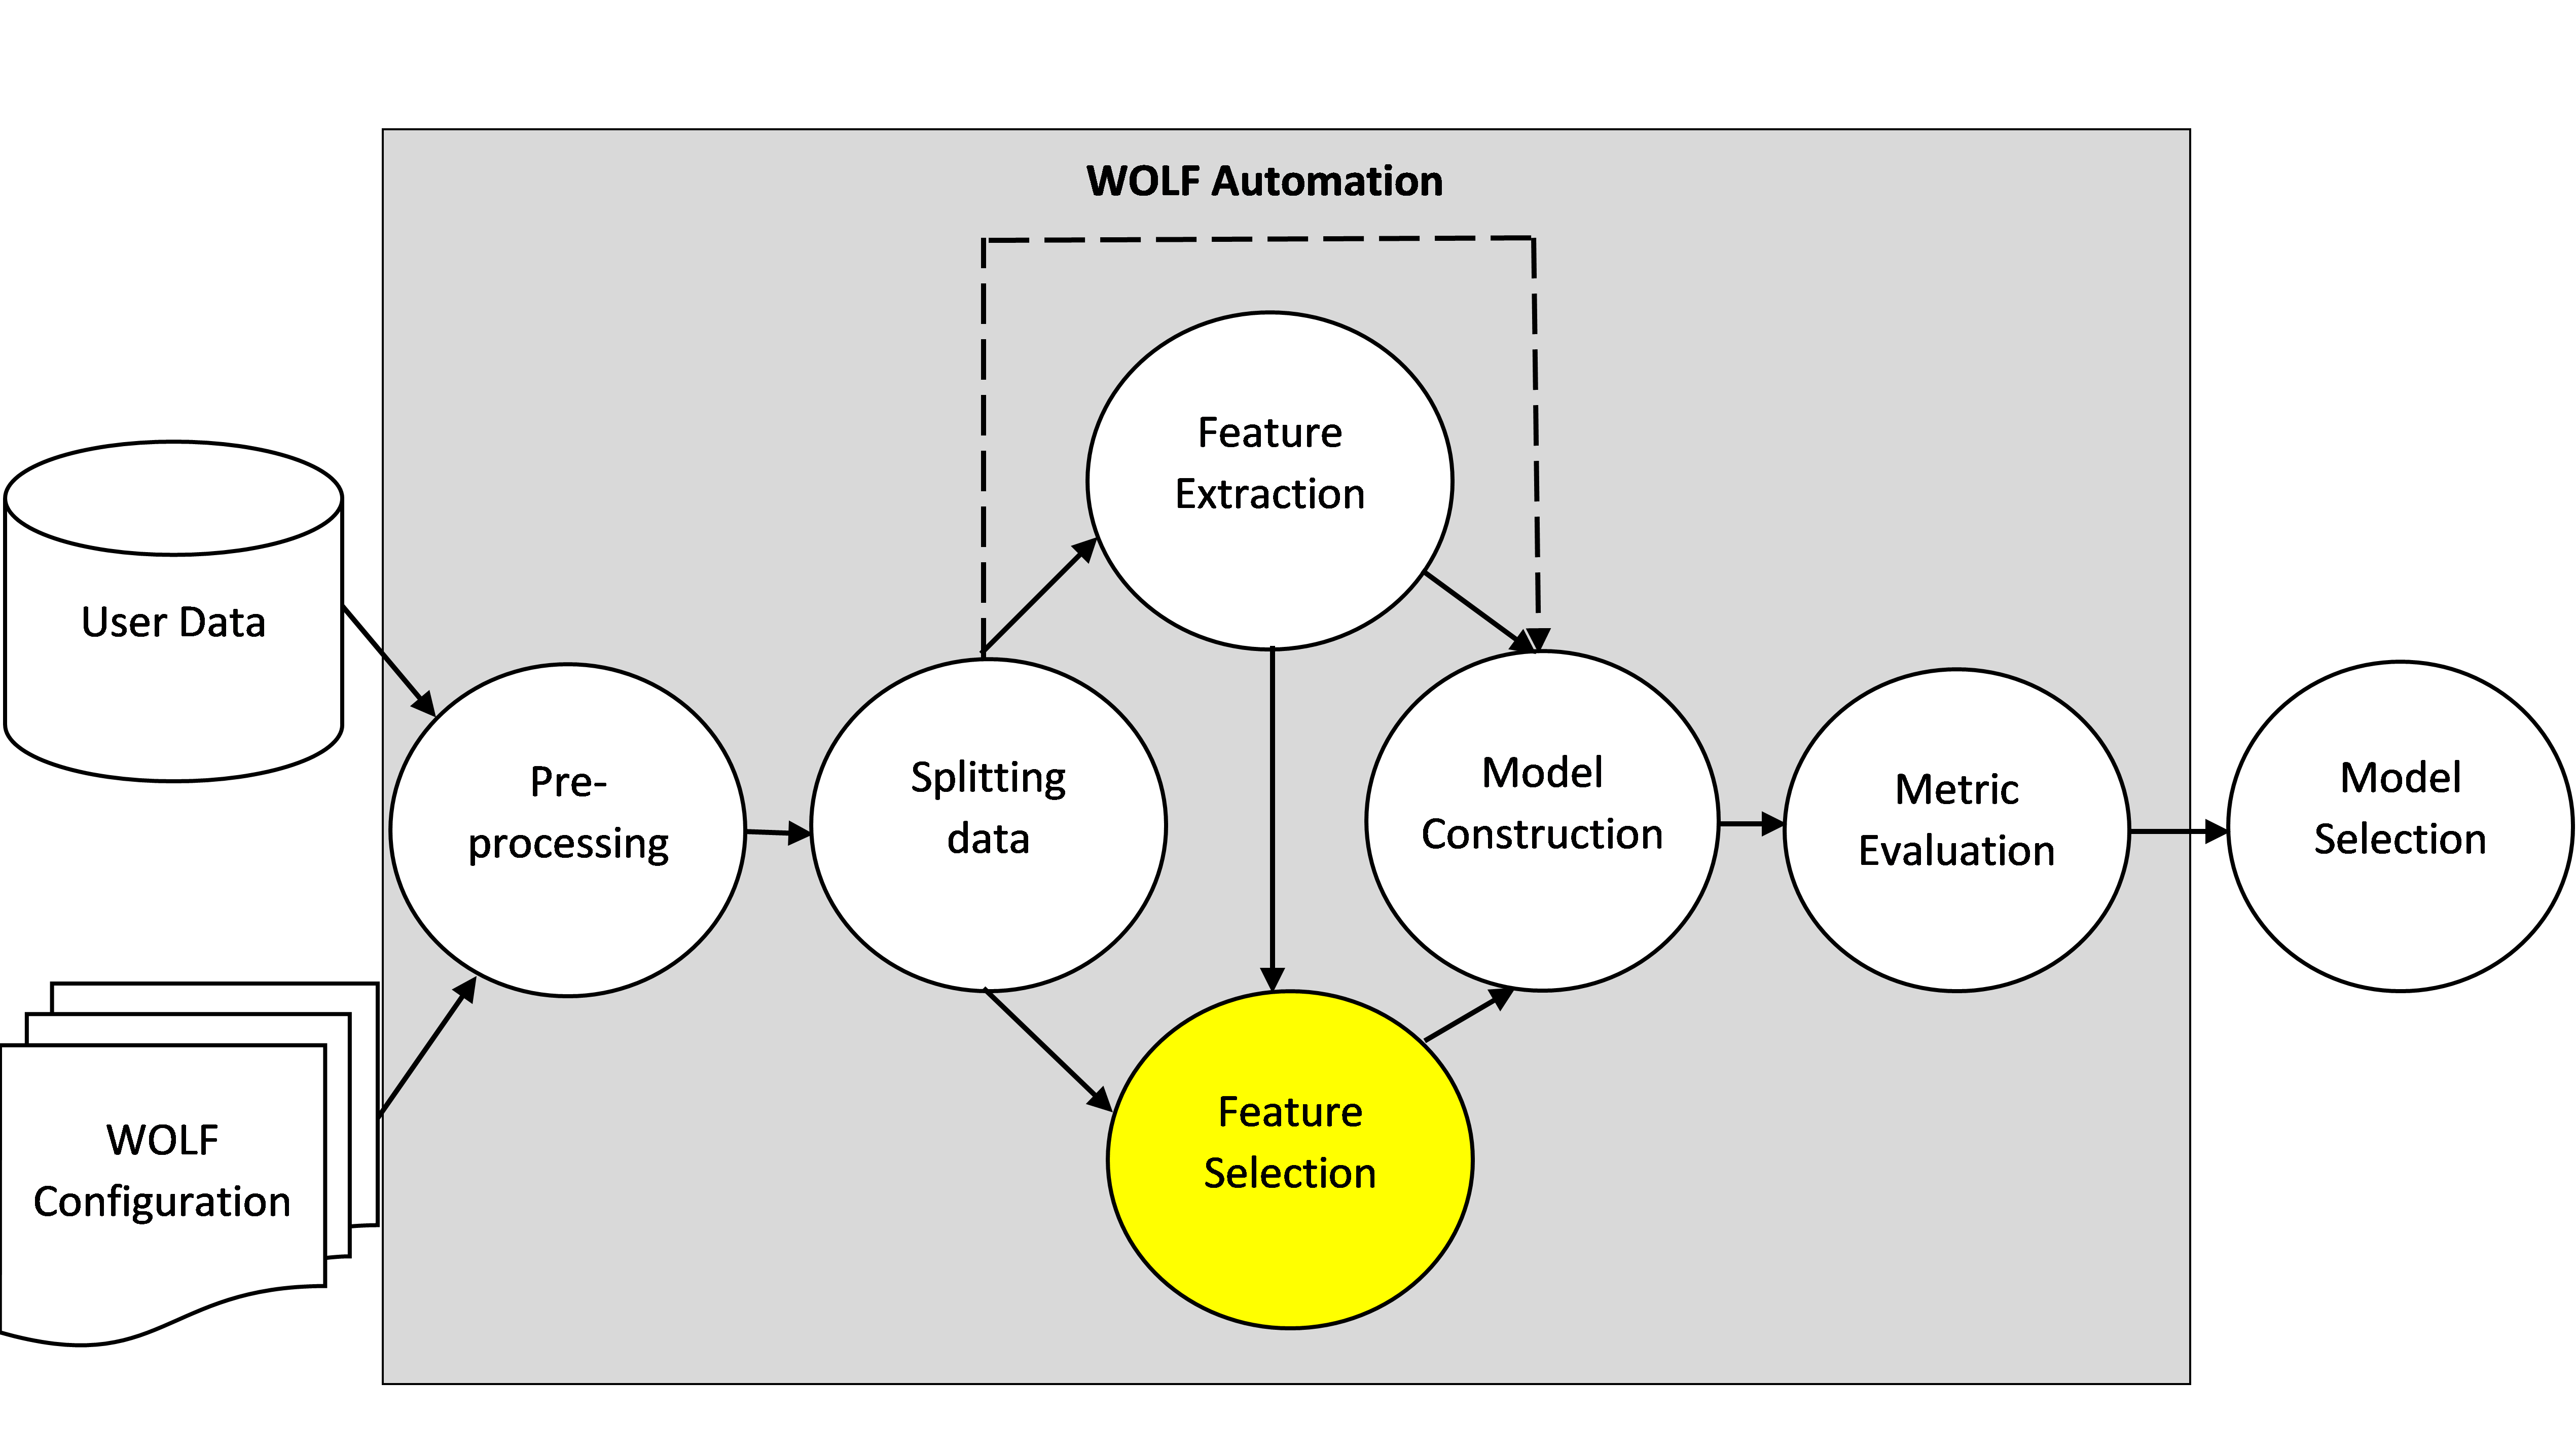 WOLF Automation
Feature
Extraction
User Data
Pre-
processing
Splitting
data
Model
Construction
Metric
Evaluation
Model
Selection
WOLF
Configuration
Feature
Selection